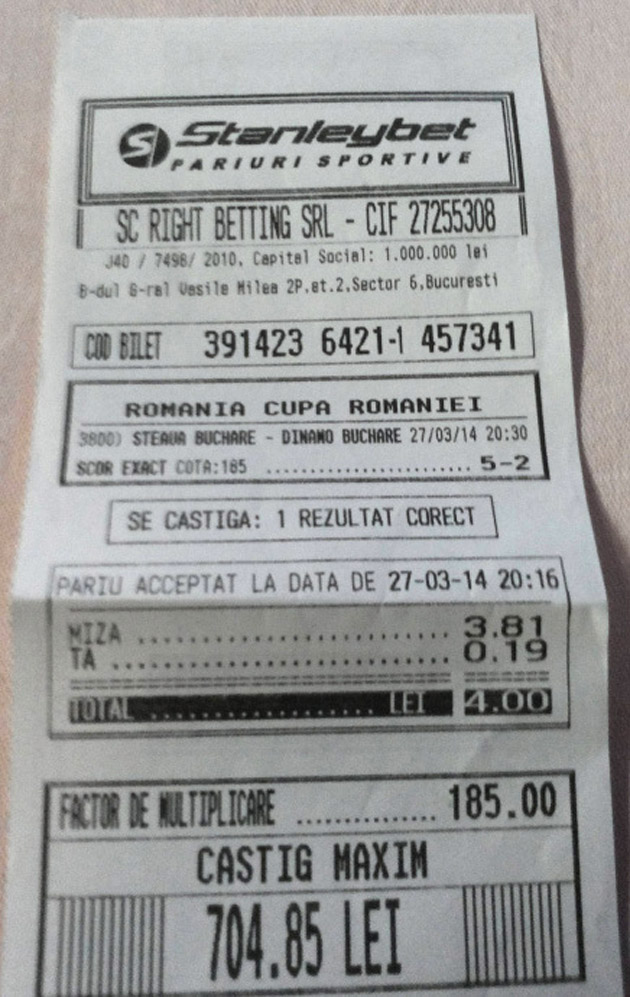 Stanleybet
PARIURI SPORTIVE
SC RIGHT BETTING SRL - CIF 27255308
J40 / 7498/ 2010, Capital Social: 1.000.000 lei
B-dul G-ral Vasile Milea 2P,et.2,Sector 6,Bucuresti
COD BILET 391423 6421-1 457341
ROMANIA CUPA ROMANIEI
3800) STEAUA BUCHARE - DINAMO BUCHARE 27/03/14 20:30
SCOR EXACT COTA:185 ........................ 5-2
SE CASTIGA: 1 REZULTAT CORECT
PARIU ACCEPTAT LA DATA DE 27-03-14 20:16
MIZA ............................ 3.81
TA .............................. 0.19
TOTAL .................... LEI 4.00
FACTOR DE MULTIPLICARE .............. 185.00
CASTIG MAXIM
704.85 LEI